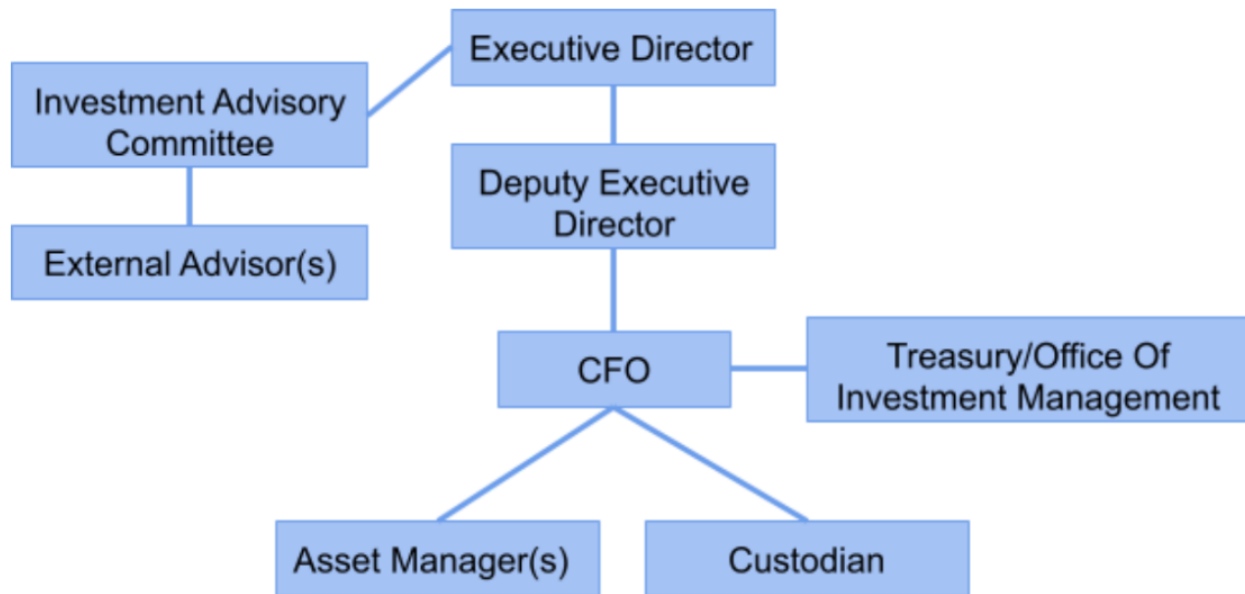 Executive Director
Investment Advisory
Committee
Deputy Executive
Director
External Advisor(s)
CFO
Treasury/Office Of
Investment Management
Asset Manager(s)
Custodian